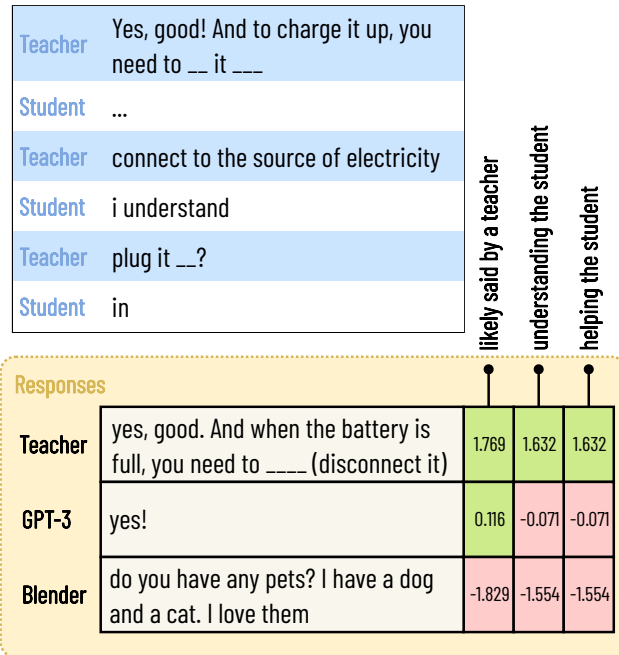 Teacher Yes, good! And to charge it up, you
need to __ it ___
Student ...
Teacher connect to the source of electricity
Student i understand
Teacher plug it __?
Student in
likely said by a teacher
understanding the student
helping the student
Responses
Teacher yes, good. And when the battery is
full, you need to ____ (disconnect it)
1.769 1.632 1.632
GPT-3 yes! 0.116 -0.071 -0.071
Blender do you have any pets? I have a dog
and a cat. I love them
-1.829 -1.554 -1.554